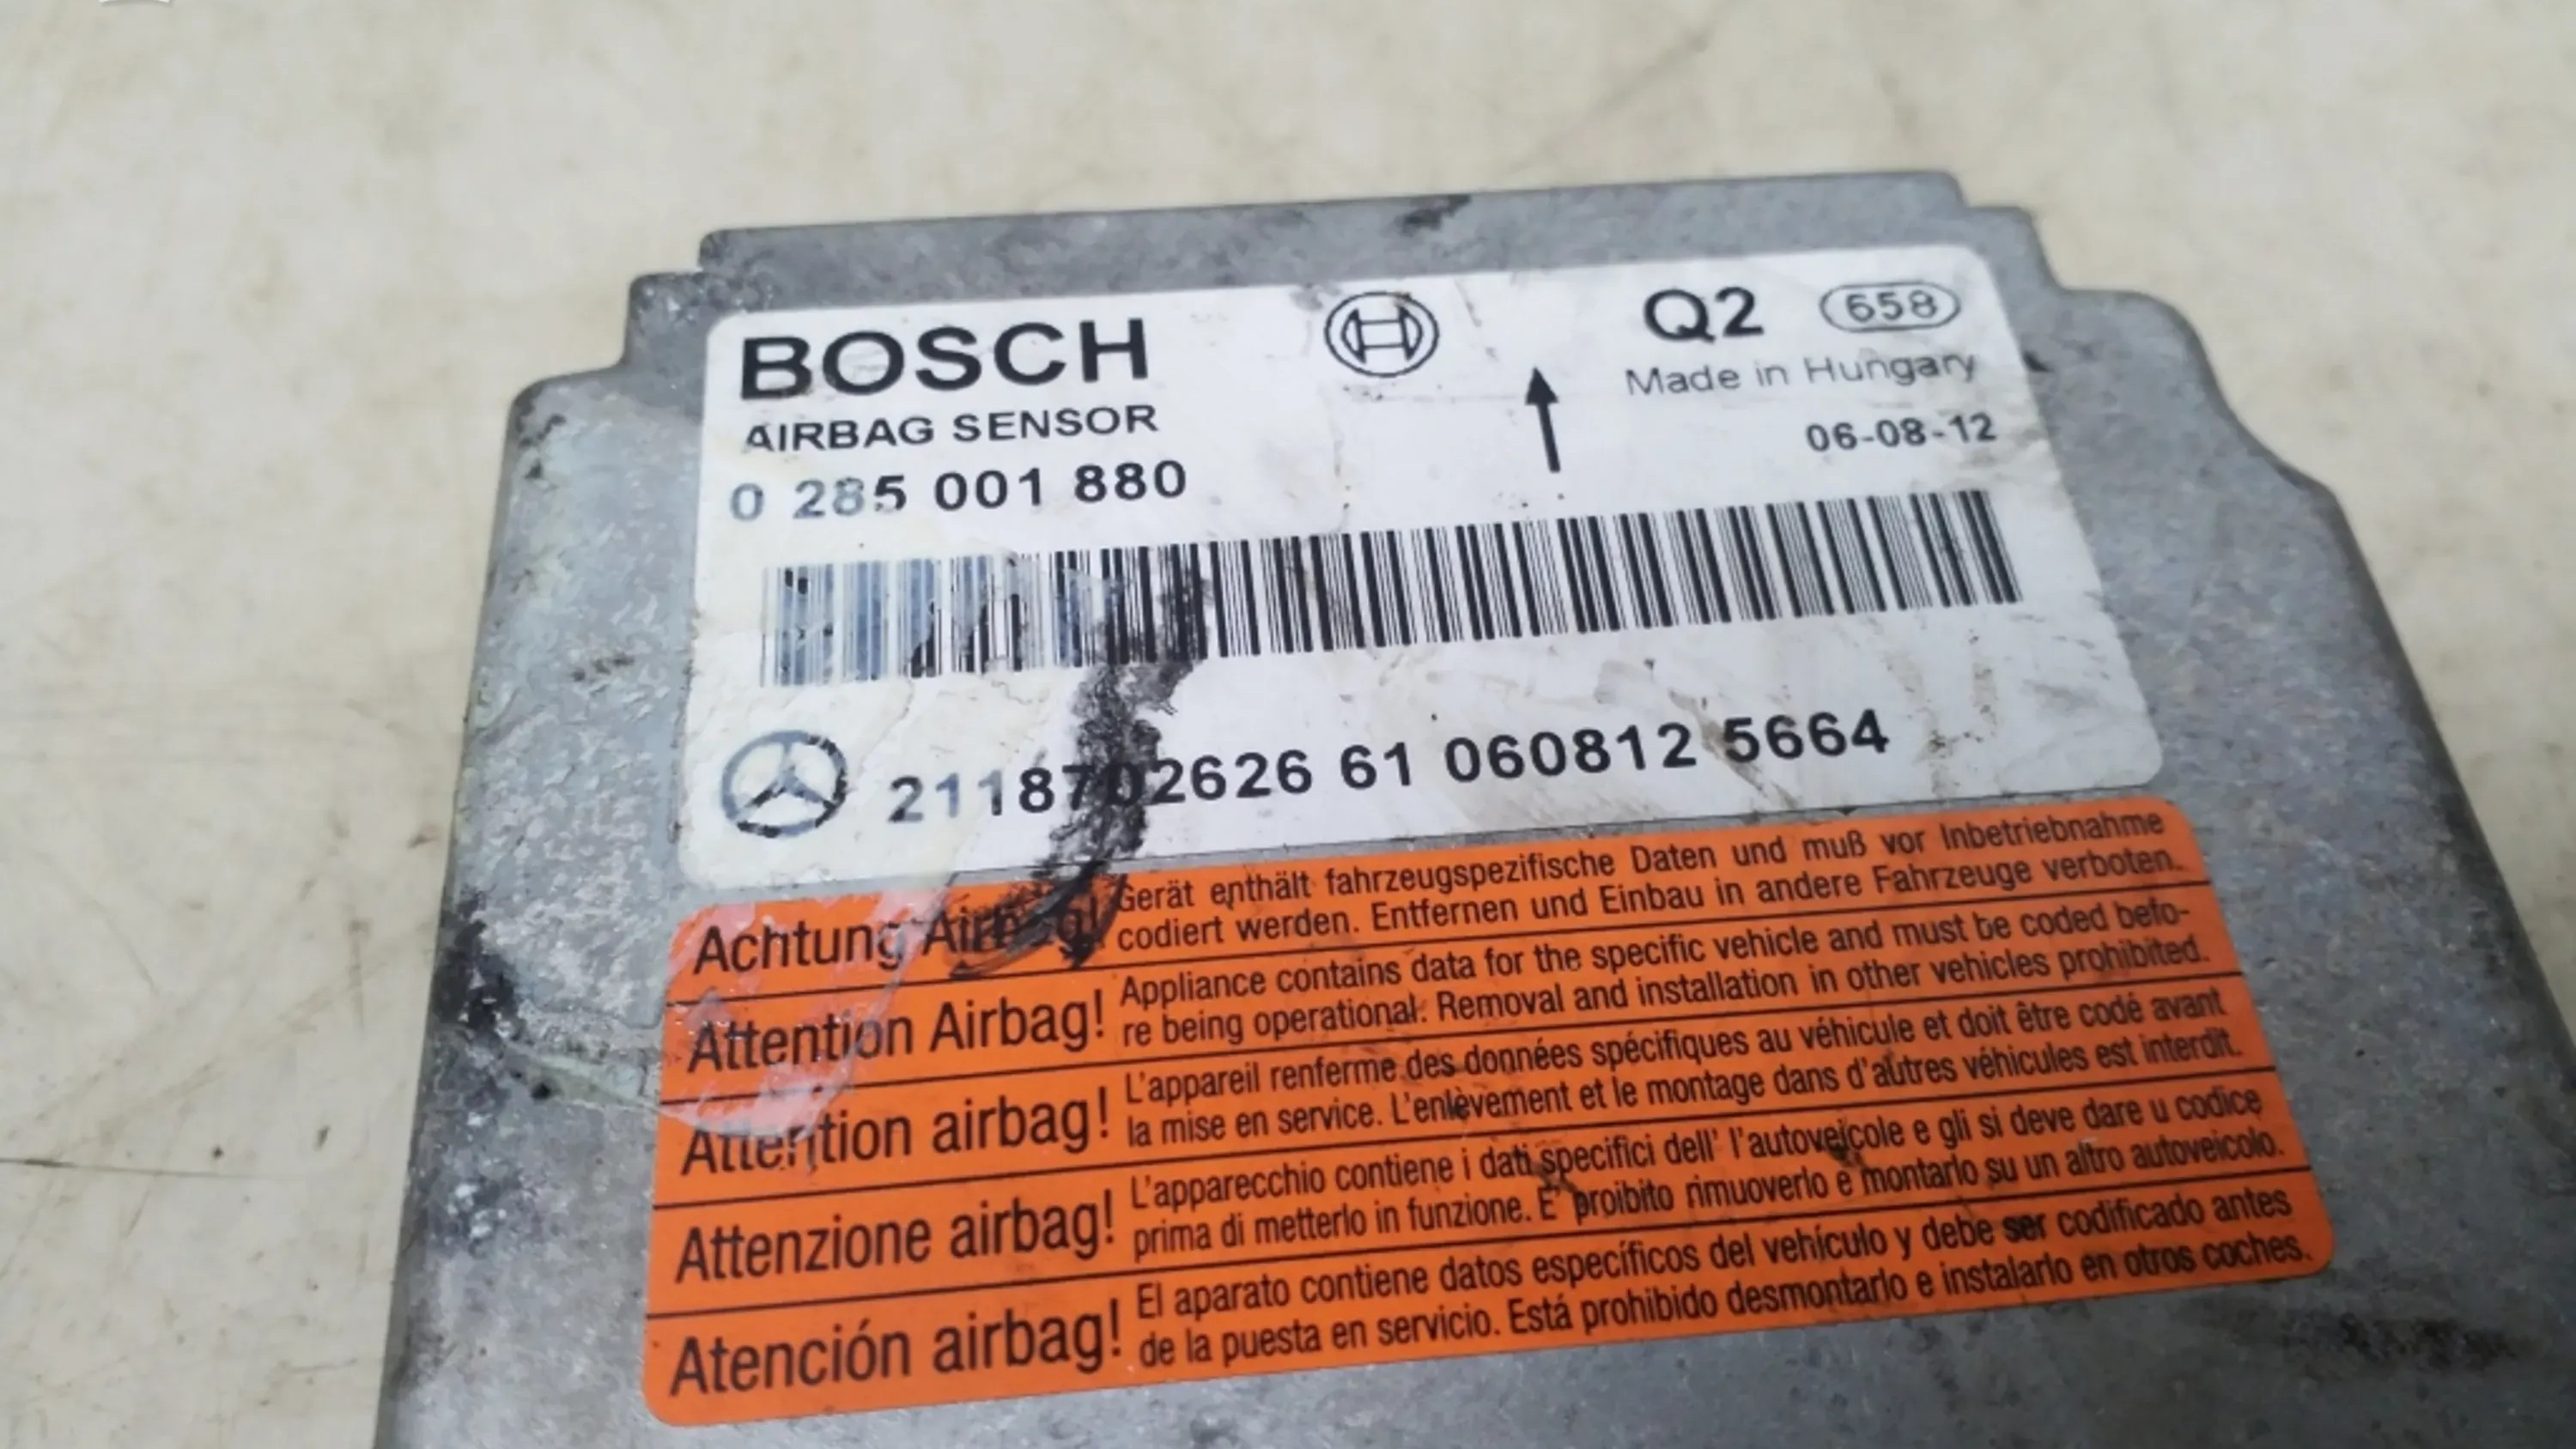 BOSCH
Q2 658
Made in Hungary
AIRBAG SENSOR
06-08-12
0 285 001 880
2118702626 61 060812 5664
Achtung Airbag! Gerät enthält fahrzeugspezifische Daten und muß vor Inbetriebnahme
codiert werden. Entfernen und Einbau in andere Fahrzeuge verboten.
Attention Airbag! Appliance contains data for the specific vehicle and must be coded befo-
re being operational. Removal and installation in other vehicles prohibited.
Attention airbag! L'appareil renferme des données spécifiques au véhicule et doit être codé avant
la mise en service. L'enlèvement et le montage dans d'autres véhicules est interdit.
Attenzione airbag! L'apparecchio contiene i dati specifici dell' l'autoveicole e gli si deve dare u codice
prima di metterlo in funzione. E' proibito rimuoverlo e montarlo su un altro autoveicolo.
Atención airbag! El aparato contiene datos específicos del vehículo y debe ser codificado antes
de la puesta en servicio. Está prohibido desmontarlo e instalarlo en otros coches.